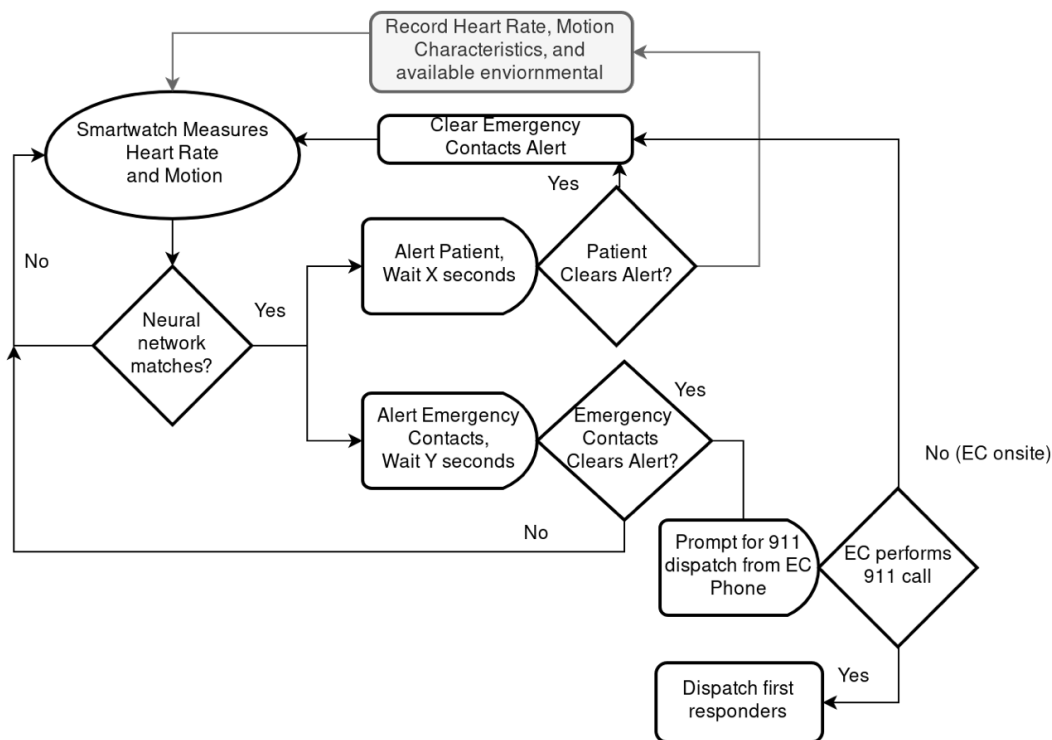 Record Heart Rate, Motion
Characteristics, and
available enviornmental
Smartwatch Measures
Heart Rate
and Motion
Clear Emergency
Contacts Alert
Yes
No
Alert Patient,
Wait X seconds
Patient
Clears Alert?
Neural
network
matches?
Yes
Alert Emergency
Contacts,
Wait Y seconds
Emergency
Contacts
Clears Alert?
Yes
No (EC onsite)
No
Prompt for 911
dispatch from EC
Phone
EC performs
911 call
Yes
Dispatch first
responders